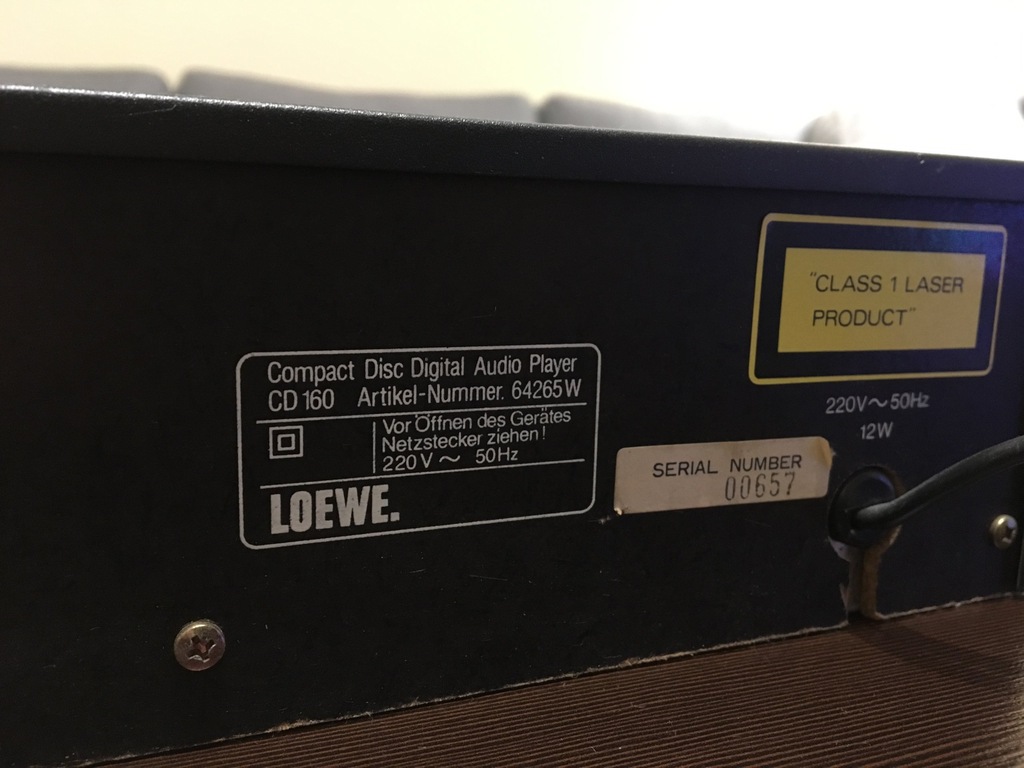 Compact Disc Digital Audio Player
CD 160 Artikel-Nummer. 64265W
Vor Öffnen des Gerätes
Netzstecker ziehen!
220V~ 50Hz
LOEWE.
"CLASS 1 LASER
PRODUCT"
220V~50Hz
12W
SERIAL NUMBER
00657